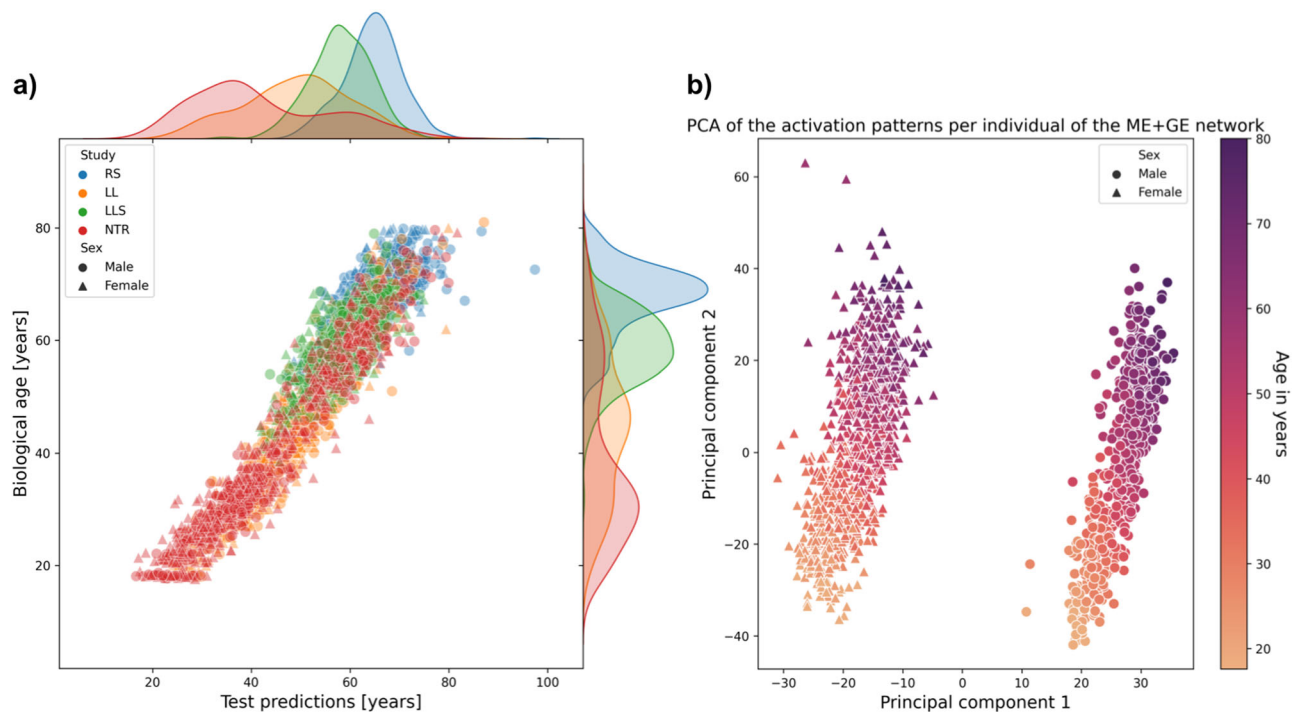 a)
Study
RS
LL
LLS
NTR
Sex
Male
Female
Biological age [years]
80
60
40
20
20 40 60 80 100
Test predictions [years]
b)
PCA of the activation patterns per individual of the ME+GE network
Sex
Male
Female
Principal component 2
60
40
20
0
−20
−40
−30 −20 −10 0 10 20 30
Principal component 1
80
70
60
50
40
30
20
Age in years